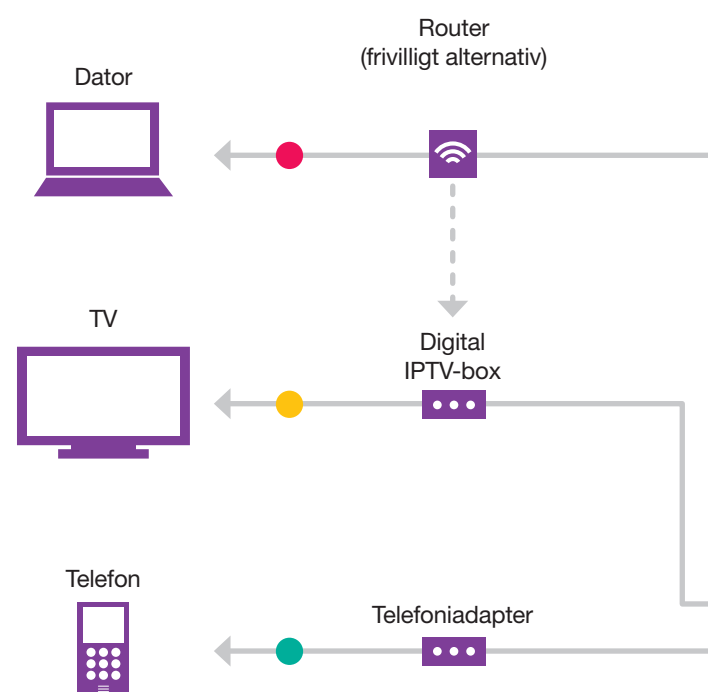 Router
(frivilligt alternativ)
Dator
TV
Digital
IPTV-box
Telefon
Telefoniadapter